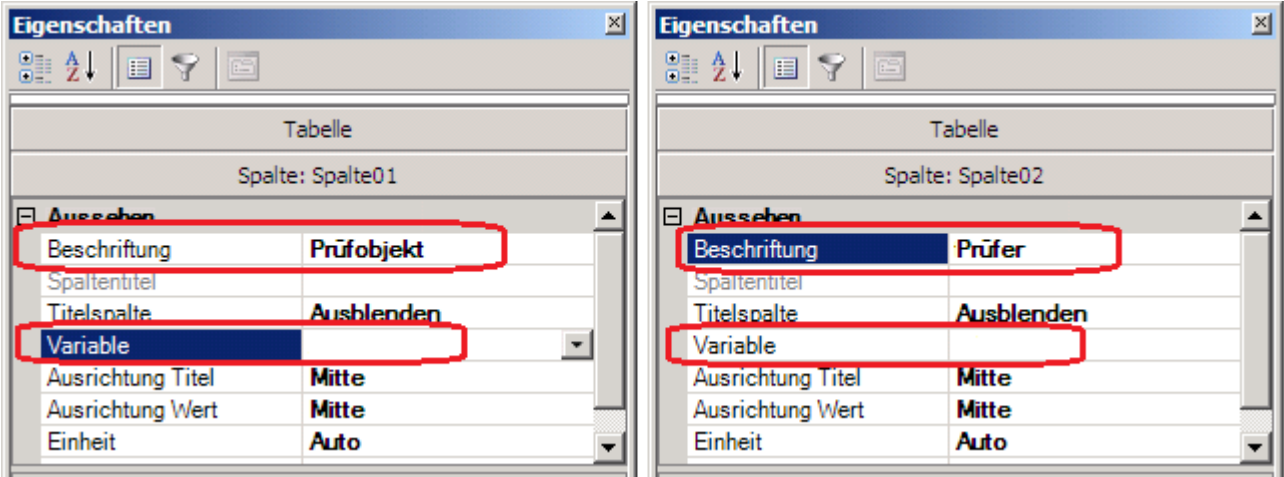 Eigenschaften
Tabelle
Spalte: Spalte01
Aussehen
Beschriftung Prüfobjekt
Spaltentitel
Titelspalte Ausblenden
Variable
Ausrichtung Titel Mitte
Ausrichtung Wert Mitte
Einheit Auto
Eigenschaften
Tabelle
Spalte: Spalte02
Aussehen
Beschriftung Prüfer
Spaltentitel
Titelspalte Ausblenden
Variable
Ausrichtung Titel Mitte
Ausrichtung Wert Mitte
Einheit Auto